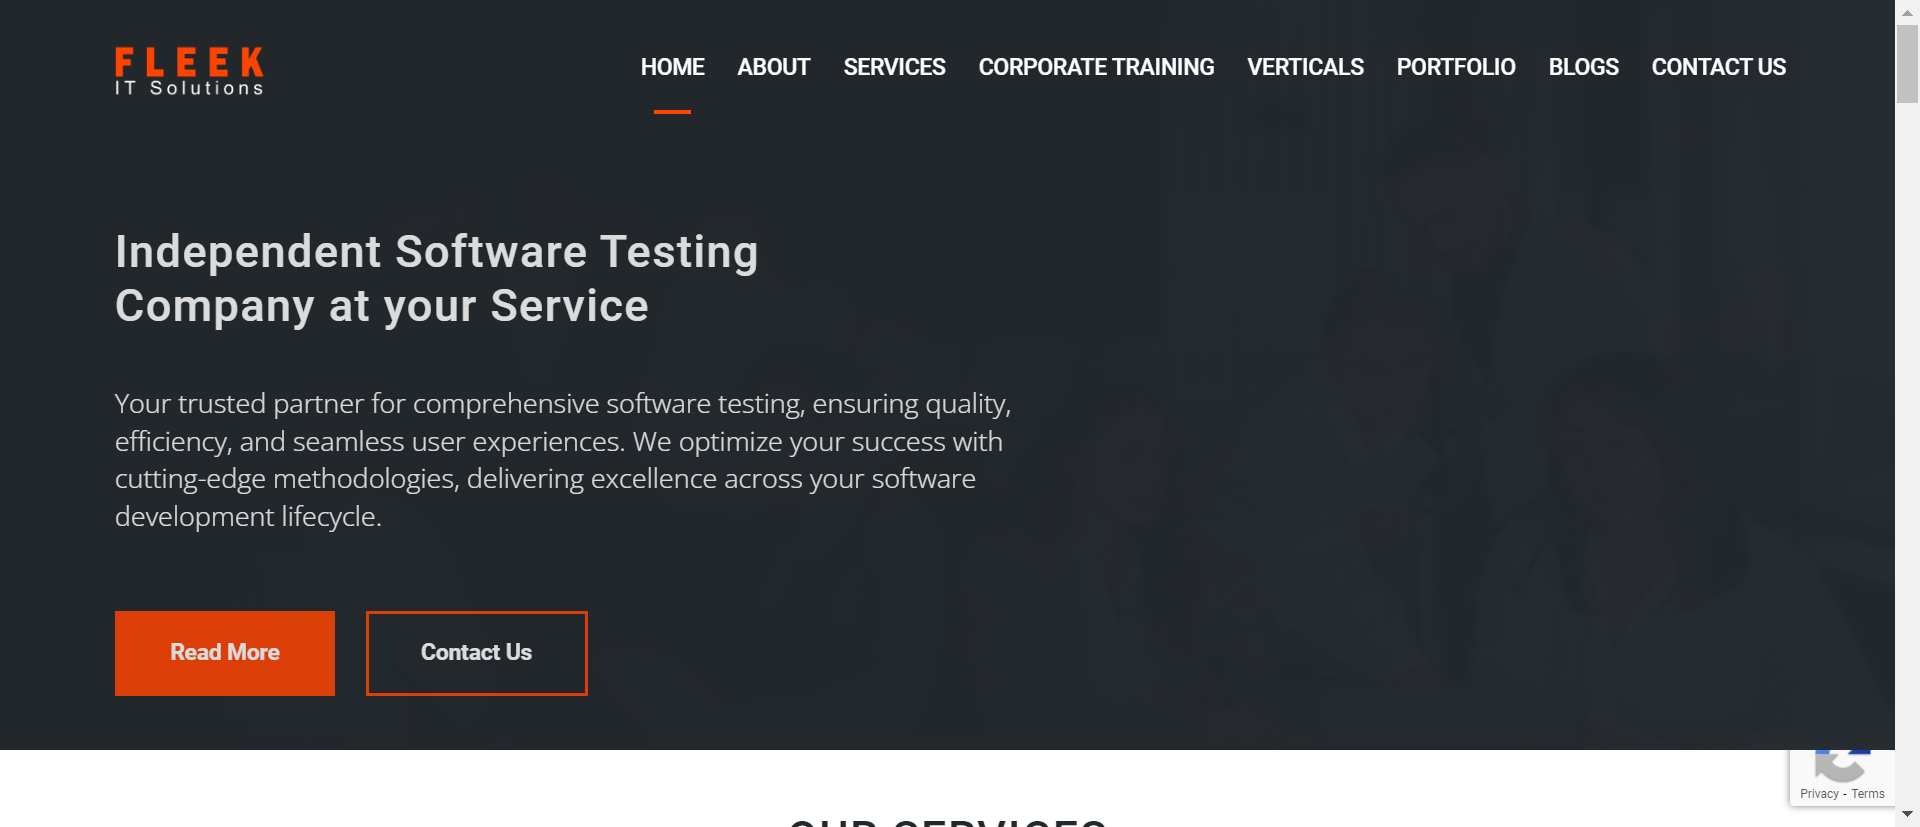 FLEEK
IT Solutions
HOME ABOUT SERVICES CORPORATE TRAINING VERTICALS PORTFOLIO BLOGS CONTACT US
Independent Software Testing
Company at your Service
Your trusted partner for comprehensive software testing, ensuring quality,
efficiency, and seamless user experiences. We optimize your success with
cutting-edge methodologies, delivering excellence across your software
development lifecycle.
Read More Contact Us
Privacy - Terms
OUR SERVICES